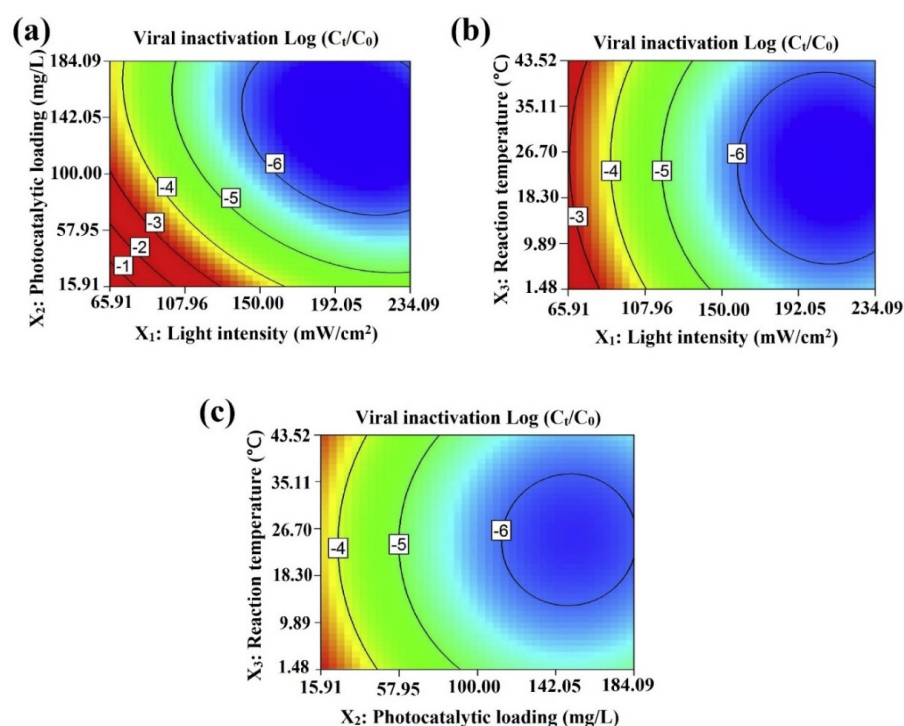 (a)
Viral inactivation Log (Cₜ/C₀)
X₂: Photocatalytic loading (mg/L)
184.09
142.05
100.00
57.95
15.91
-6
-5
-4
-3
-2
-1
65.91 107.96 150.00 192.05 234.09
X₁: Light intensity (mW/cm²)
(b)
Viral inactivation Log (Cₜ/C₀)
X₃: Reaction temperature (°C)
43.52
35.11
26.70
18.30
9.89
1.48
-3
-4
-5
-6
65.91 107.96 150.00 192.05 234.09
X₁: Light intensity (mW/cm²)
(c)
Viral inactivation Log (Cₜ/C₀)
X₃: Reaction temperature (°C)
43.52
35.11
26.70
18.30
9.89
1.48
-4
-5
-6
15.91 57.95 100.00 142.05 184.09
X₂: Photocatalytic loading (mg/L)